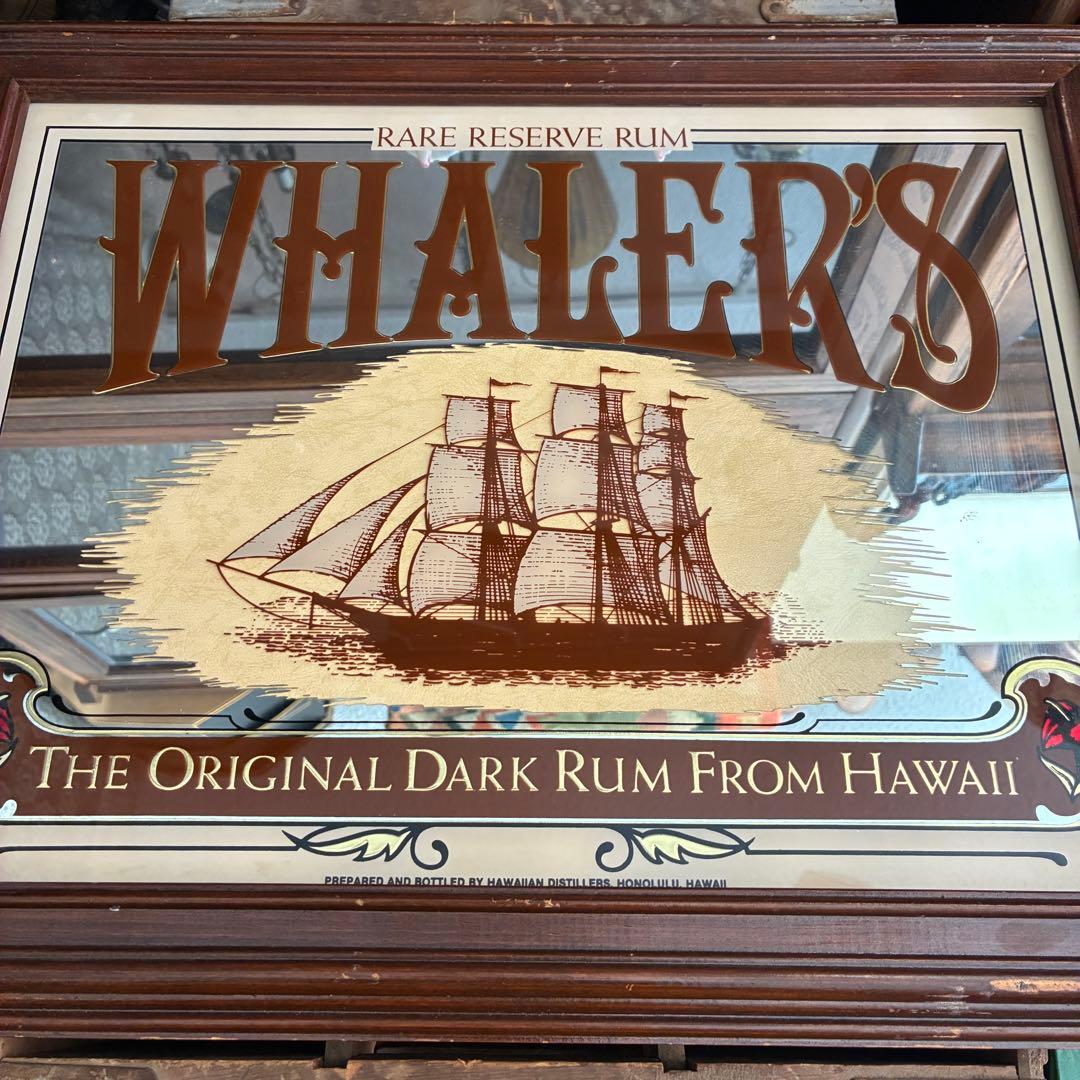 RARE RESERVE RUM
WHALER'S
THE ORIGINAL DARK RUM FROM HAWAII
PREPARED AND BOTTLED BY HAWAIIAN DISTILLERS, HONOLULU, HAWAII